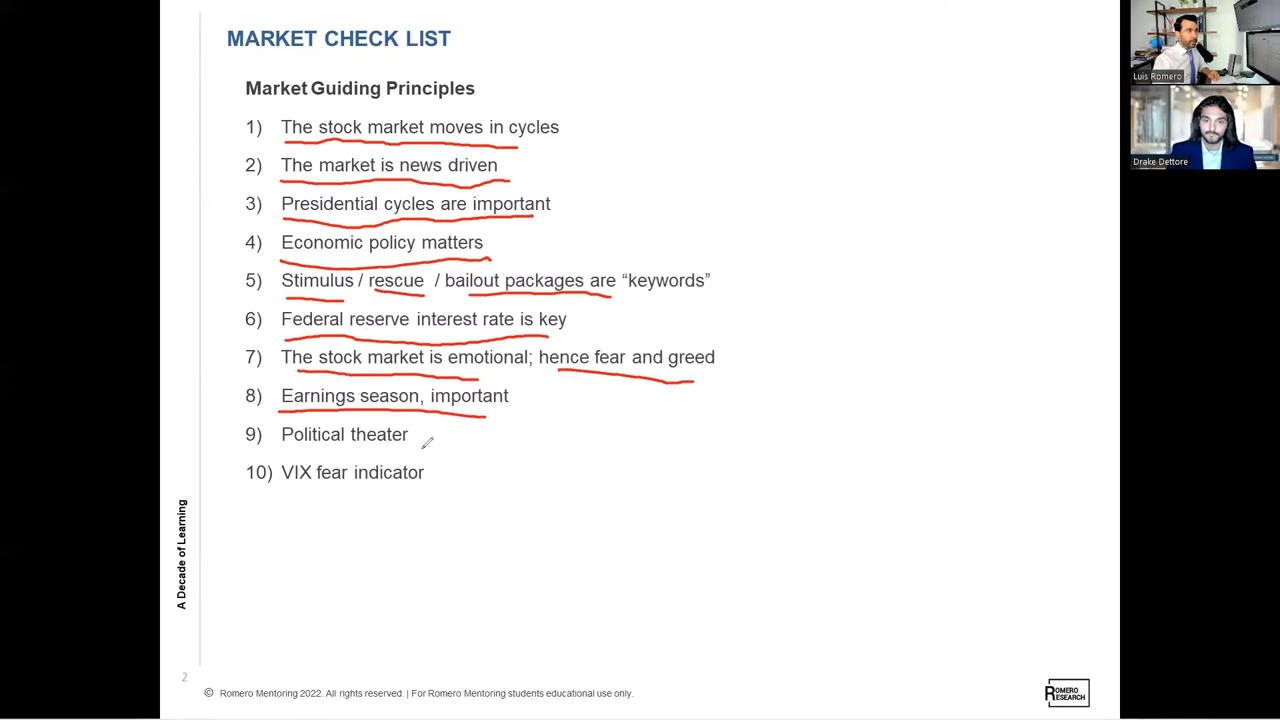 MARKET CHECK LIST
Market Guiding Principles
1) The stock market moves in cycles
2) The market is news driven
3) Presidential cycles are important
4) Economic policy matters
5) Stimulus / rescue / bailout packages are “keywords”
6) Federal reserve interest rate is key
7) The stock market is emotional; hence fear and greed
8) Earnings season, important
9) Political theater
10) VIX fear indicator
A Decade of Learning
2
© Romero Mentoring 2022. All rights reserved. | For Romero Mentoring students educational use only.
ROMERO
RESEARCH
Luis Romero
Drake Dettore